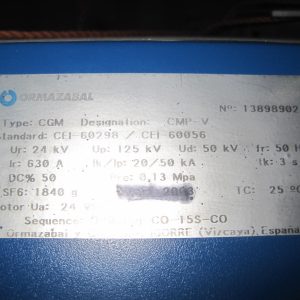 ORMAZABAL
Nº: 13898902
Type: CGM Designation: CMP-V
Standard: CEI-60298 / CEI-60056
Ur: 24 kV Up: 125 kV Ud: 50 kV fr: 50 H
Ir: 630 A Ik/Ip: 20/50 kA tk: 3 s
DC% 50 Pre: 0,13 Mpa
SF6: 1840 g 2003 TC: 25 ºC
Motor Ua: 24
Sequence: CO-15S-CO
Ormazabal y (Vizcaya), España